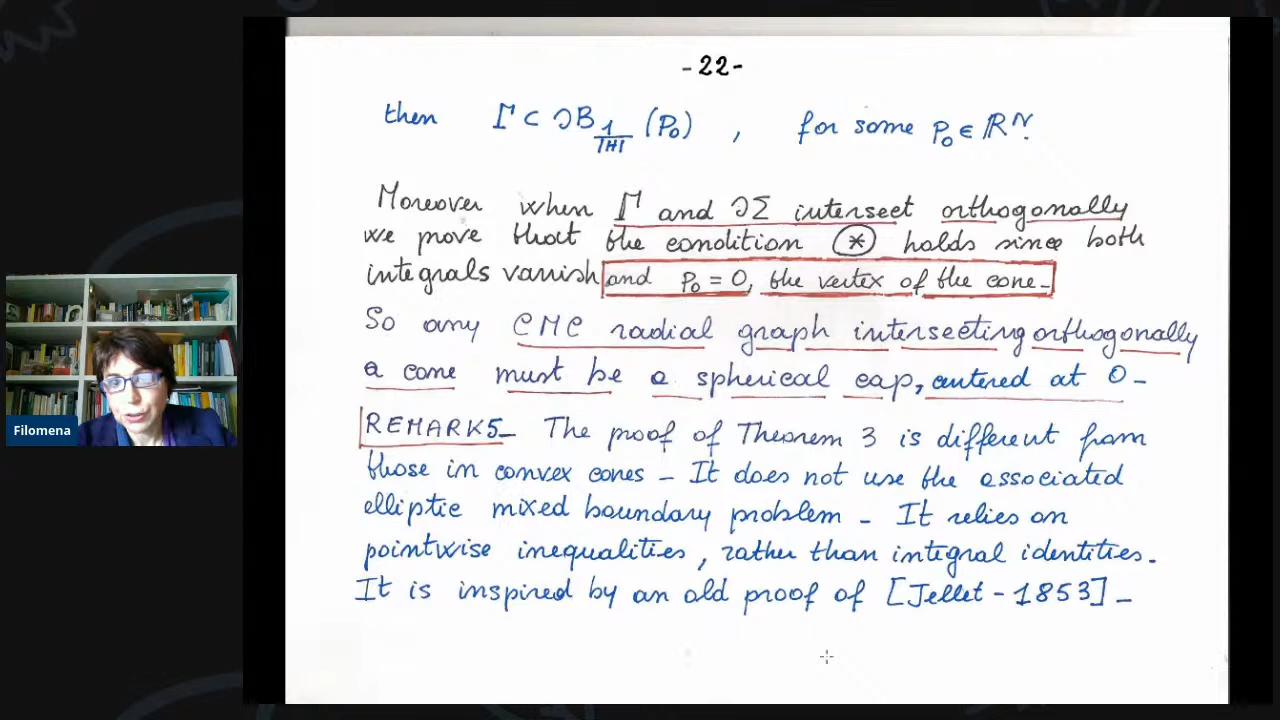 -22-
then Γ ⊂ ∂B_{1/|H|} (P₀) , for some P₀ ∈ ℝᴺ.
Moreover when Γ and ∂Σ intersect orthogonally
we prove that the condition (*) holds since both
integrals vanish and P₀ = 0, the vertex of the cone_
So any CMC radial graph intersecting orthogonally
a cone must be a spherical cap, centered at 0_
REMARK5_ The proof of Theorem 3 is different from
those in convex cones _ It does not use the associated
elliptic mixed boundary problem _ It relies on
pointwise inequalities, rather than integral identities.
It is inspired by an old proof of [Jellet-1853]_
Filomena